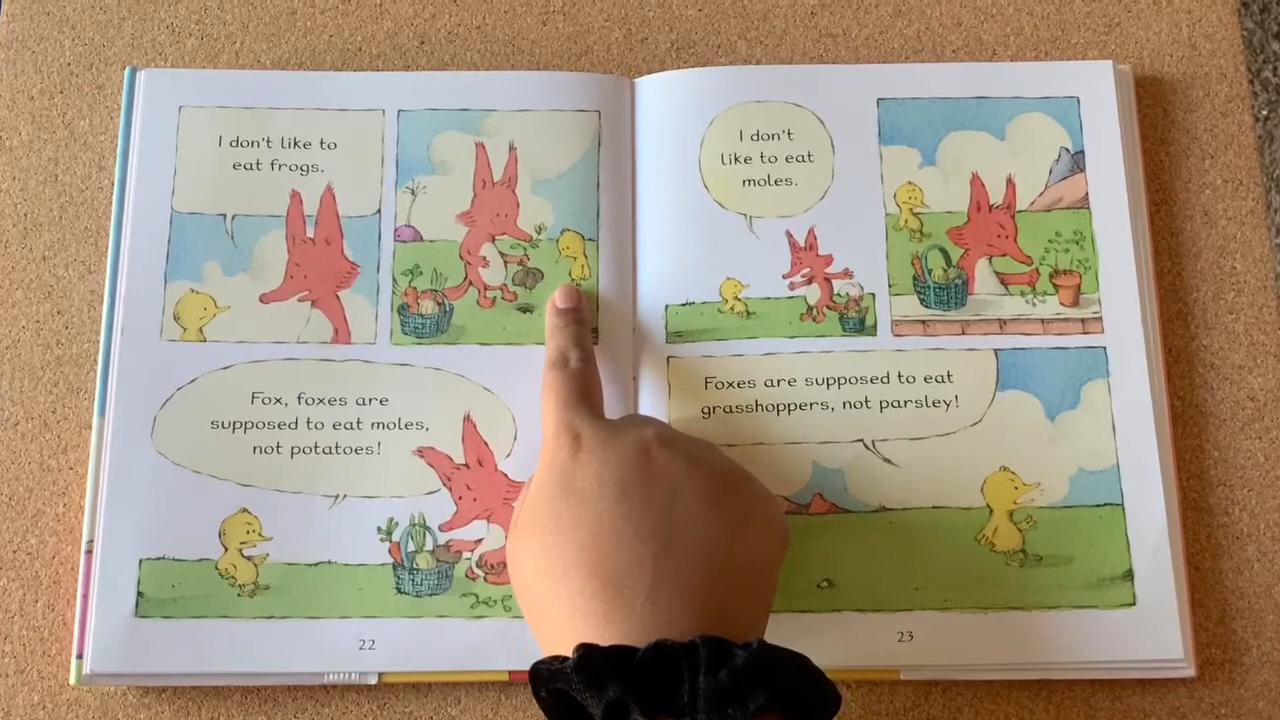 I don't like to
eat frogs.
Fox, foxes are
supposed to eat moles,
not potatoes!
22
I don't
like to eat
moles.
Foxes are supposed to eat
grasshoppers, not parsley!
23